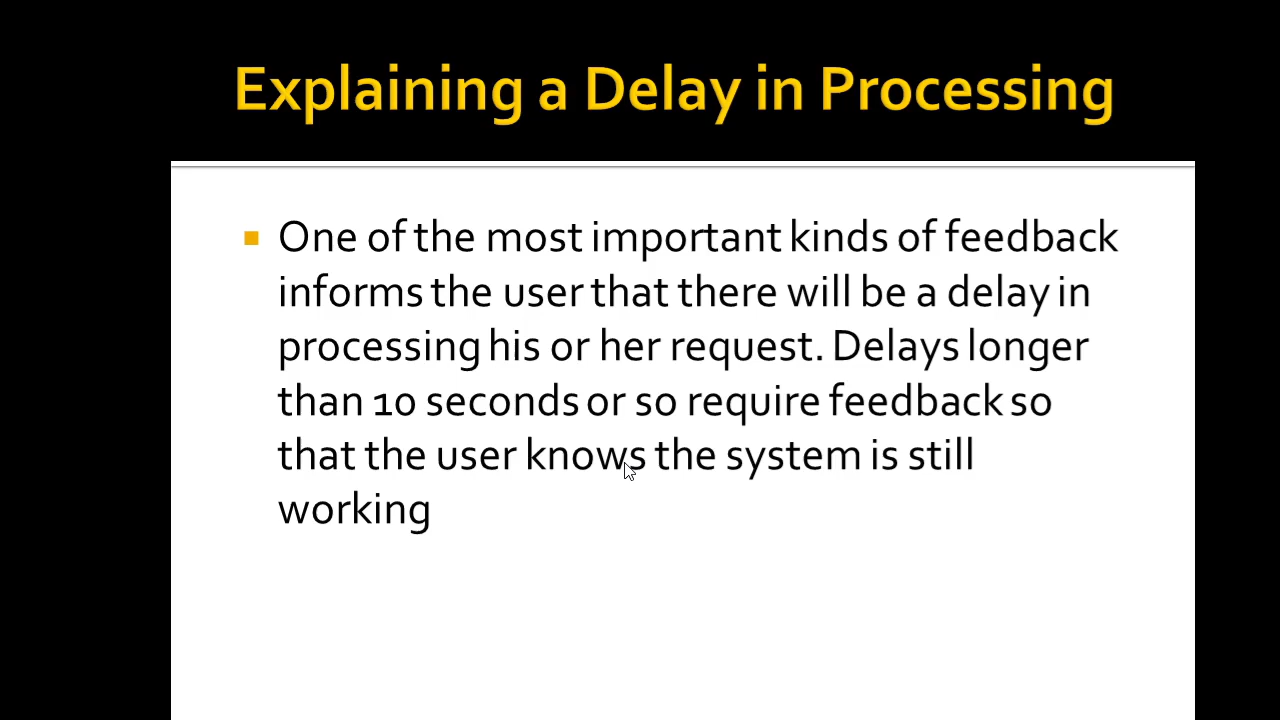 Explaining a Delay in Processing
One of the most important kinds of feedback
informs the user that there will be a delay in
processing his or her request. Delays longer
than 10 seconds or so require feedback so
that the user knows the system is still
working